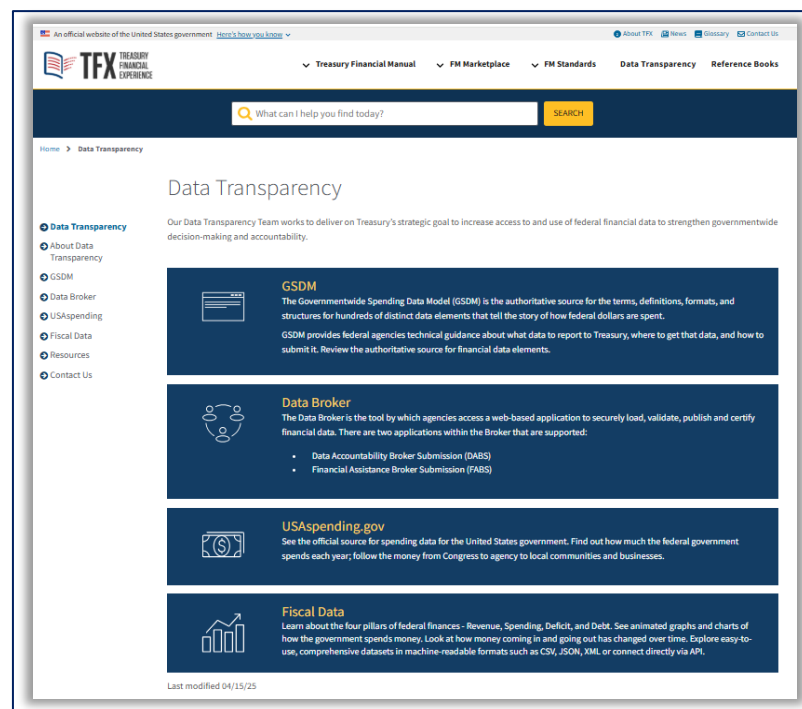 An official website of the United States government Here's how you know
About TFX News Glossary Contact Us
TFX TREASURY
FINANCIAL
EXPERIENCE
Treasury Financial Manual FM Marketplace FM Standards Data Transparency Reference Books
What can I help you find today? SEARCH
Home > Data Transparency
Data Transparency
Our Data Transparency Team works to deliver on Treasury's strategic goal to increase access to and use of federal financial data to strengthen governmentwide
decision-making and accountability.
Data Transparency
About Data
Transparency
GSDM
Data Broker
USAspending
Fiscal Data
Resources
Contact Us
GSDM
The Governmentwide Spending Data Model (GSDM) is the authoritative source for the terms, definitions, formats, and
structures for hundreds of distinct data elements that tell the story of how federal dollars are spent.
GSDM provides federal agencies technical guidance about what data to report to Treasury, where to get that data, and how to
submit it. Review the authoritative source for financial data elements.
Data Broker
The Data Broker is the tool by which agencies access a web-based application to securely load, validate, publish and certify
financial data. There are two applications within the Broker that are supported:
• Data Accountability Broker Submission (DABS)
• Financial Assistance Broker Submission (FABS)
USAspending.gov
See the official source for spending data for the United States government. Find out how much the federal government
spends each year; follow the money from Congress to agency to local communities and businesses.
Fiscal Data
Learn about the four pillars of federal finances - Revenue, Spending, Deficit, and Debt. See animated graphs and charts of
how the government spends money. Look at how money coming in and going out has changed over time. Explore easy-to-
use, comprehensive datasets in machine-readable formats such as CSV, JSON, XML or connect directly via API.
Last modified 04/15/25